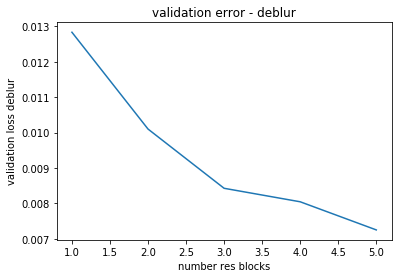 validation error - deblur
0.013
0.012
0.011
0.010
0.009
0.008
0.007
validation loss deblur
1.0 1.5 2.0 2.5 3.0 3.5 4.0 4.5 5.0
number res blocks